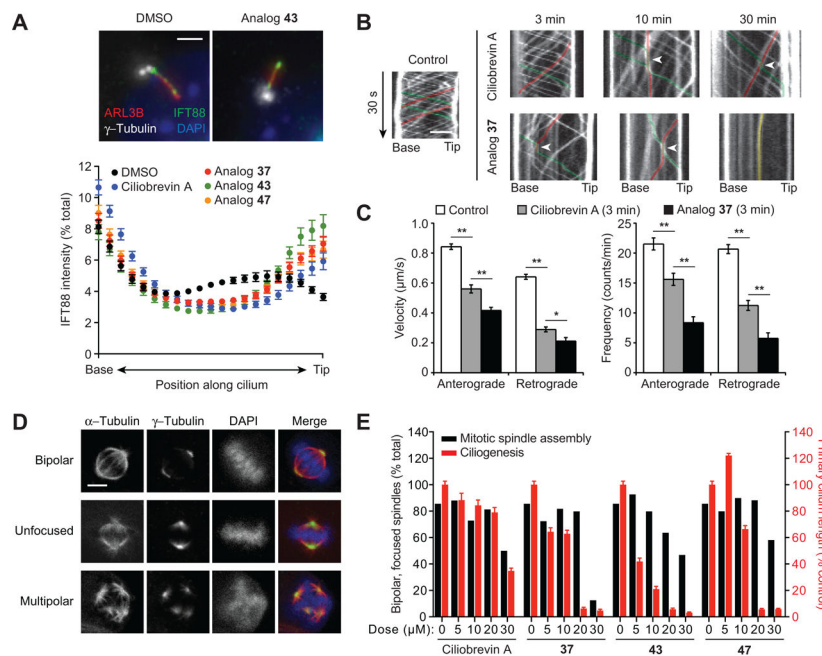 A
DMSO
Analog 43
ARL3B
IFT88
γ–Tubulin
DAPI
DMSO
Ciliobrevin A
Analog 37
Analog 43
Analog 47
IFT88 intensity (% total)
12
10
8
6
4
2
0
Base
Tip
Position along cilium
B
3 min
10 min
30 min
Control
30 s
Base
Tip
Ciliobrevin A
Analog 37
Base
Tip
Base
Tip
Base
Tip
C
Control
Ciliobrevin A (3 min)
Analog 37 (3 min)
Velocity (μm/s)
1.0
0.8
0.6
0.4
0.2
0
**
**
**
*
Anterograde
Retrograde
Frequency (counts/min)
25
20
15
10
5
0
**
**
**
**
Anterograde
Retrograde
D
α–Tubulin
γ–Tubulin
DAPI
Merge
Bipolar
Unfocused
Multipolar
E
Mitotic spindle assembly
Ciliogenesis
Bipolar, focused spindles (% total)
140
120
100
80
60
40
20
0
140
120
100
80
60
40
20
0
Primary cilium length (% control)
Dose (μM):
0 5 10 20 30
0 5 10 20 30
0 5 10 20 30
0 5 10 20 30
Ciliobrevin A
37
43
47